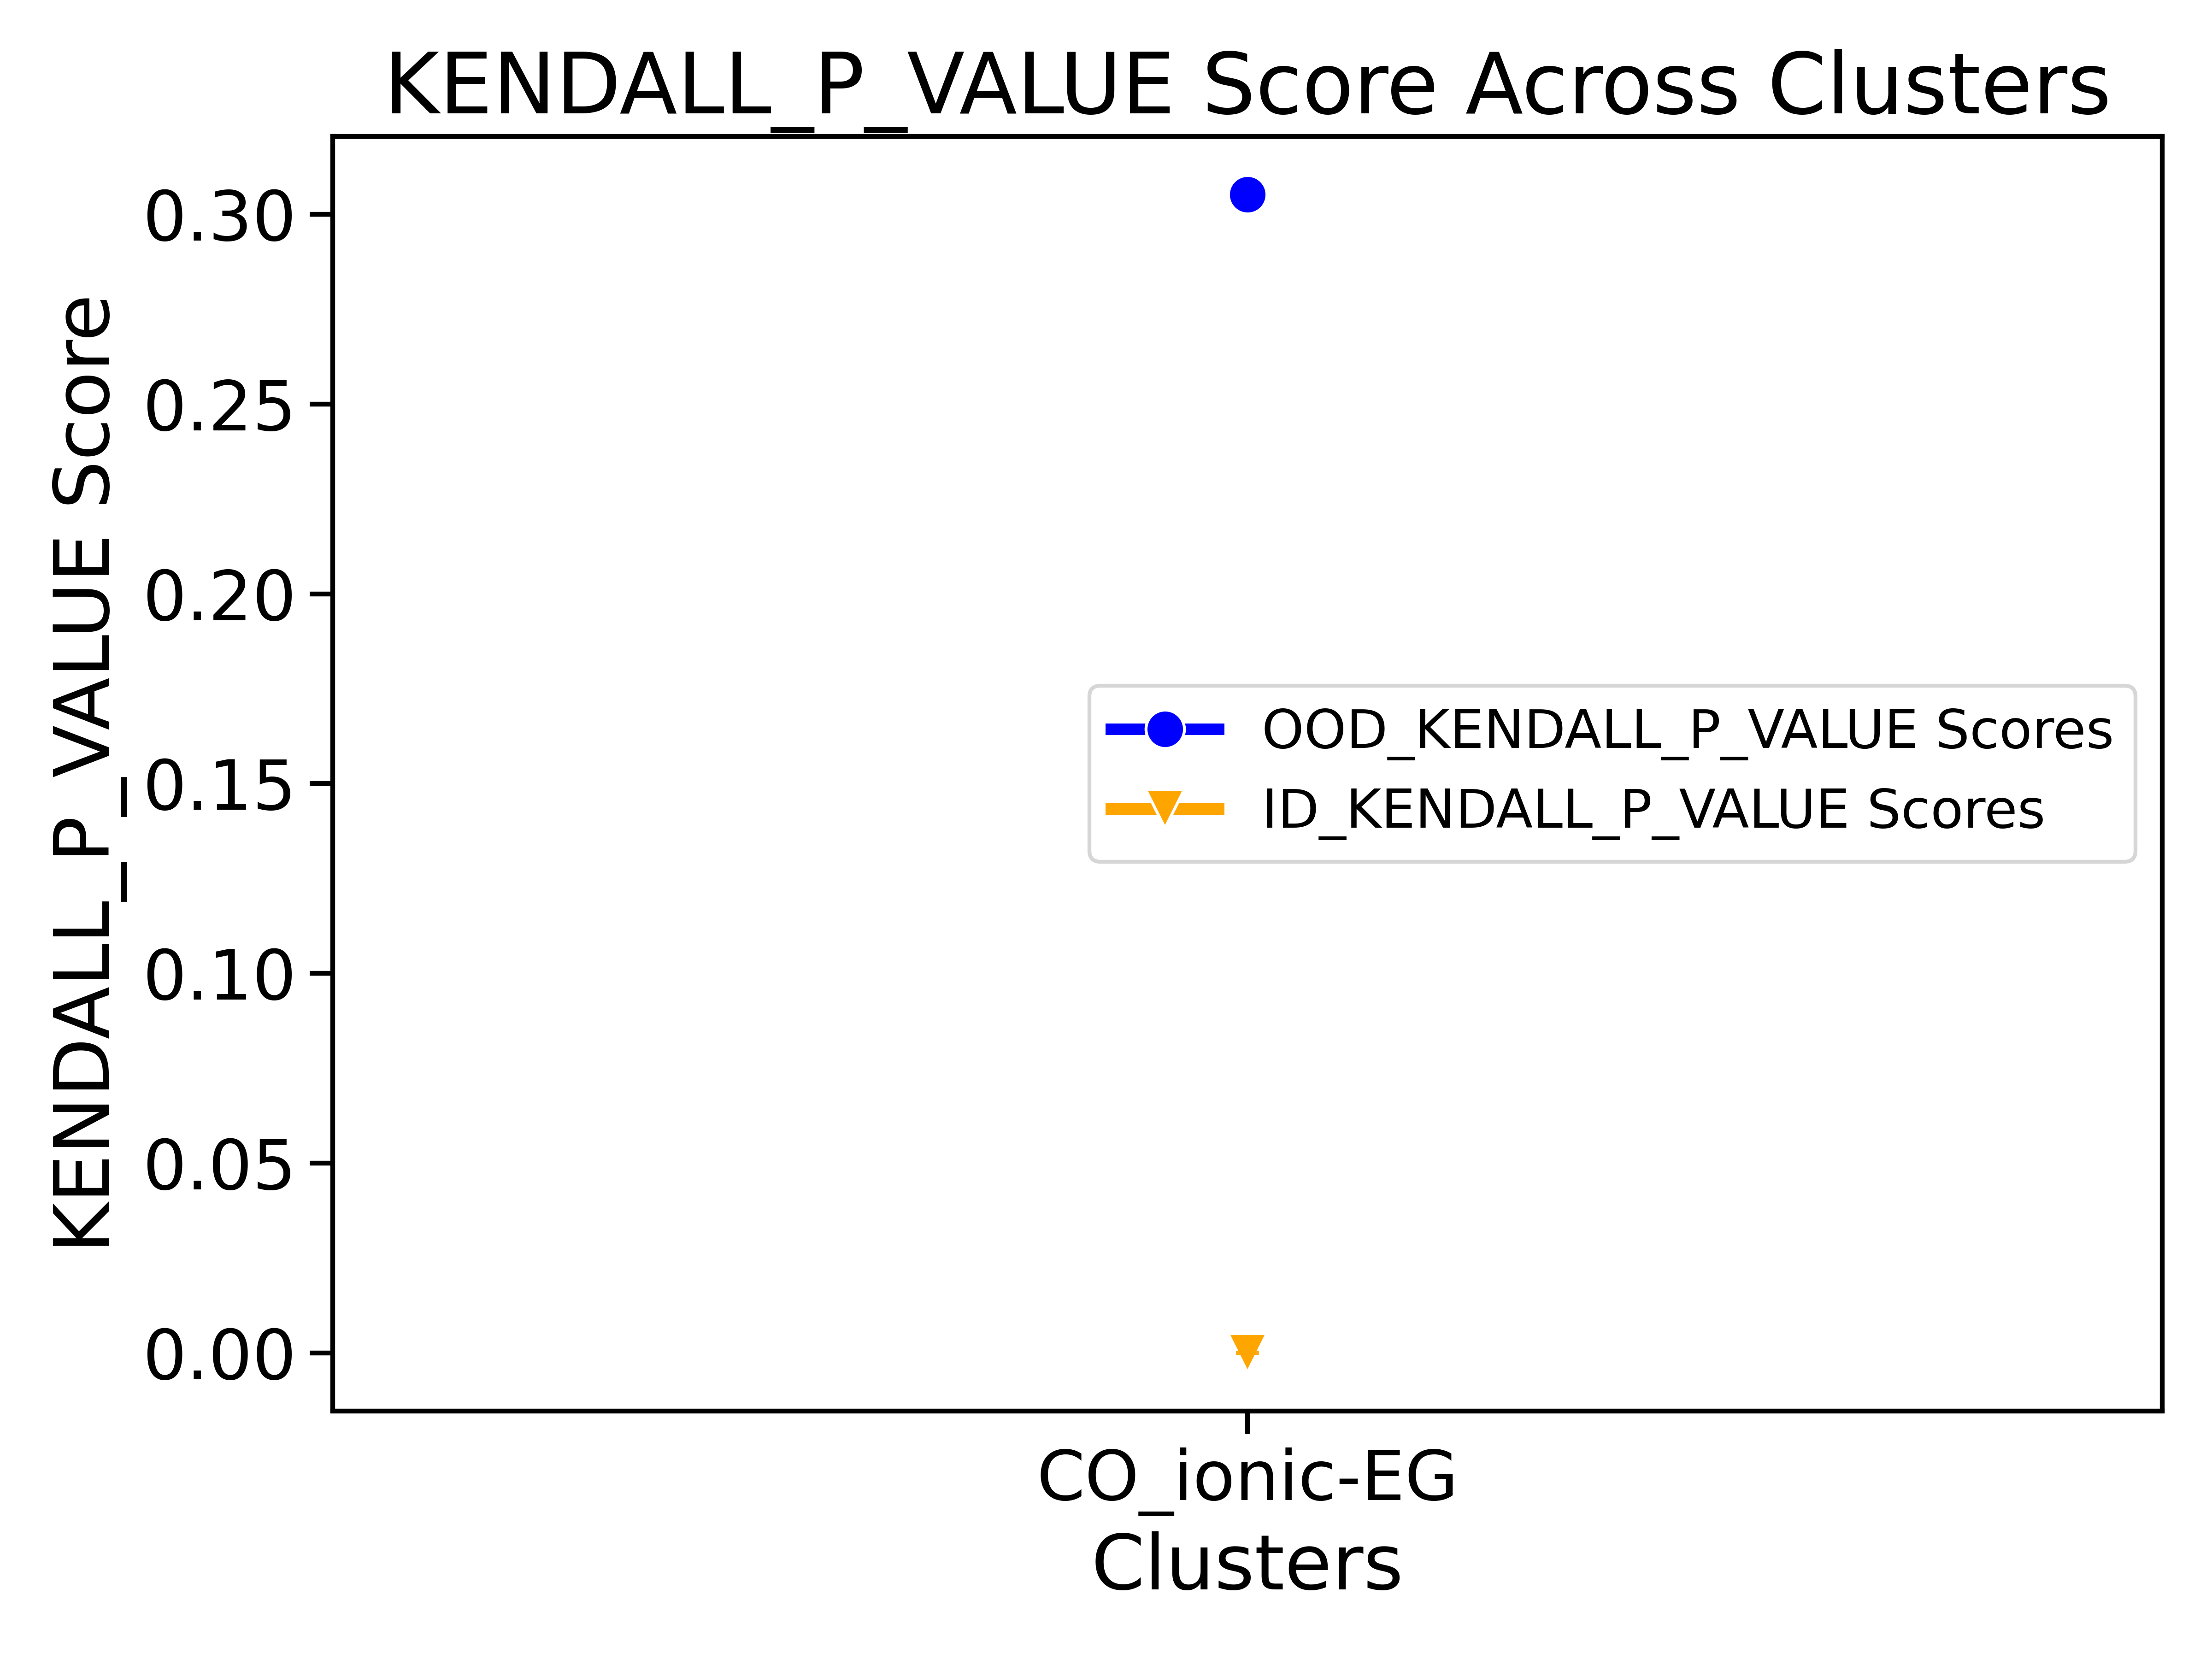 KENDALL_P_VALUE Score Across Clusters
KENDALL_P_VALUE Score
0.30
0.25
0.20
0.15
0.10
0.05
0.00
OOD_KENDALL_P_VALUE Scores
ID_KENDALL_P_VALUE Scores
CO_ionic-EG
Clusters